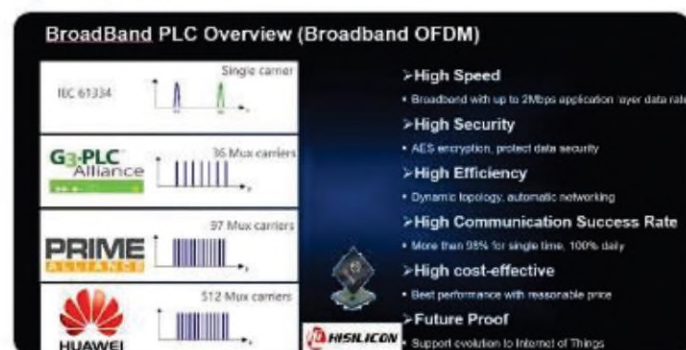 BroadBand PLC Overview (Broadband OFDM)
IEC 61334
Single carrier
G3-PLC
Alliance
36 Mux carriers
PRIME
ALLIANCE
97 Mux carriers
HUAWEI
512 Mux carriers
HISILICON
➢High Speed
• Broadband with up to 2Mbps application layer data rate
➢High Security
• AES encryption, protect data security
➢High Efficiency
• Dynamic topology, automatic networking
➢High Communication Success Rate
• More than 98% for single time, 100% daily
➢High cost-effective
• Best performance with reasonable price
➢Future Proof
• Support evolution to Internet of Things